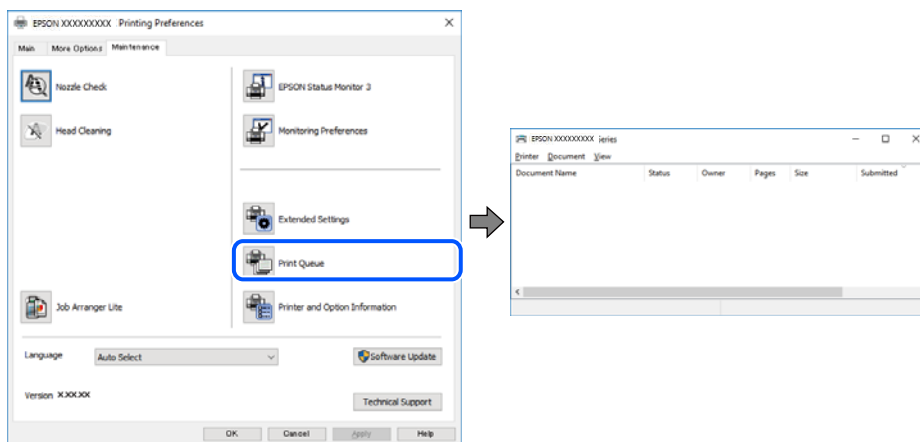 EPSON XXXXXXXXX Printing Preferences
Main More Options Maintenance
Nozzle Check
EPSON Status Monitor 3
Head Cleaning
Monitoring Preferences
Extended Settings
Print Queue
Job Arranger Lite
Printer and Option Information
Language
Auto Select
Software Update
Version X.XX.XX
Technical Support
OK Cancel Apply Help
EPSON XXXXXXXXX ieries
Printer Document View
Document Name Status Owner Pages Size Submitted